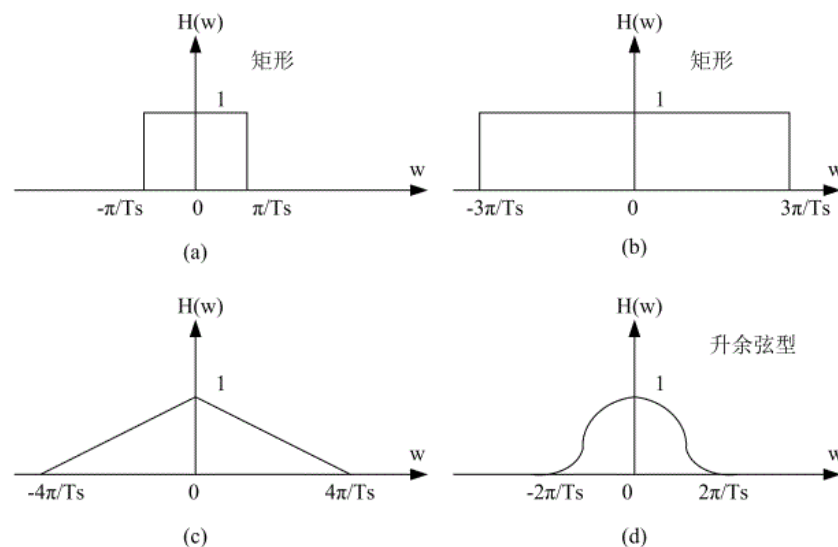 H(w)
矩形
1
w
-π/Ts 0 π/Ts
(a)
H(w)
矩形
1
w
-3π/Ts 0 3π/Ts
(b)
H(w)
1
w
-4π/Ts 0 4π/Ts
(c)
H(w)
升余弦型
1
w
-2π/Ts 0 2π/Ts
(d)